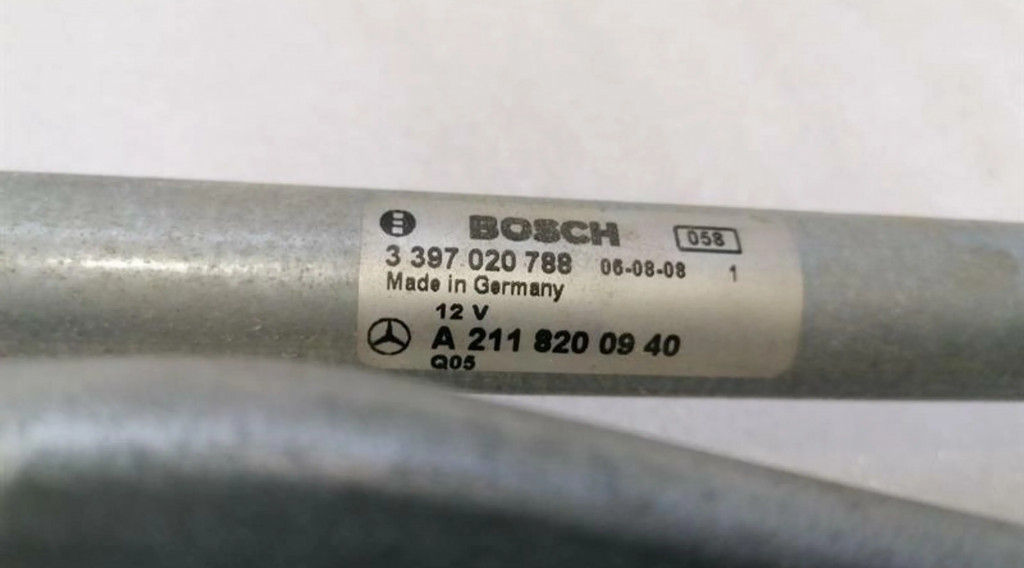 BOSCH 058
3 397 020 788 06-08-08 1
Made in Germany
12 V
A 211 820 09 40
Q05